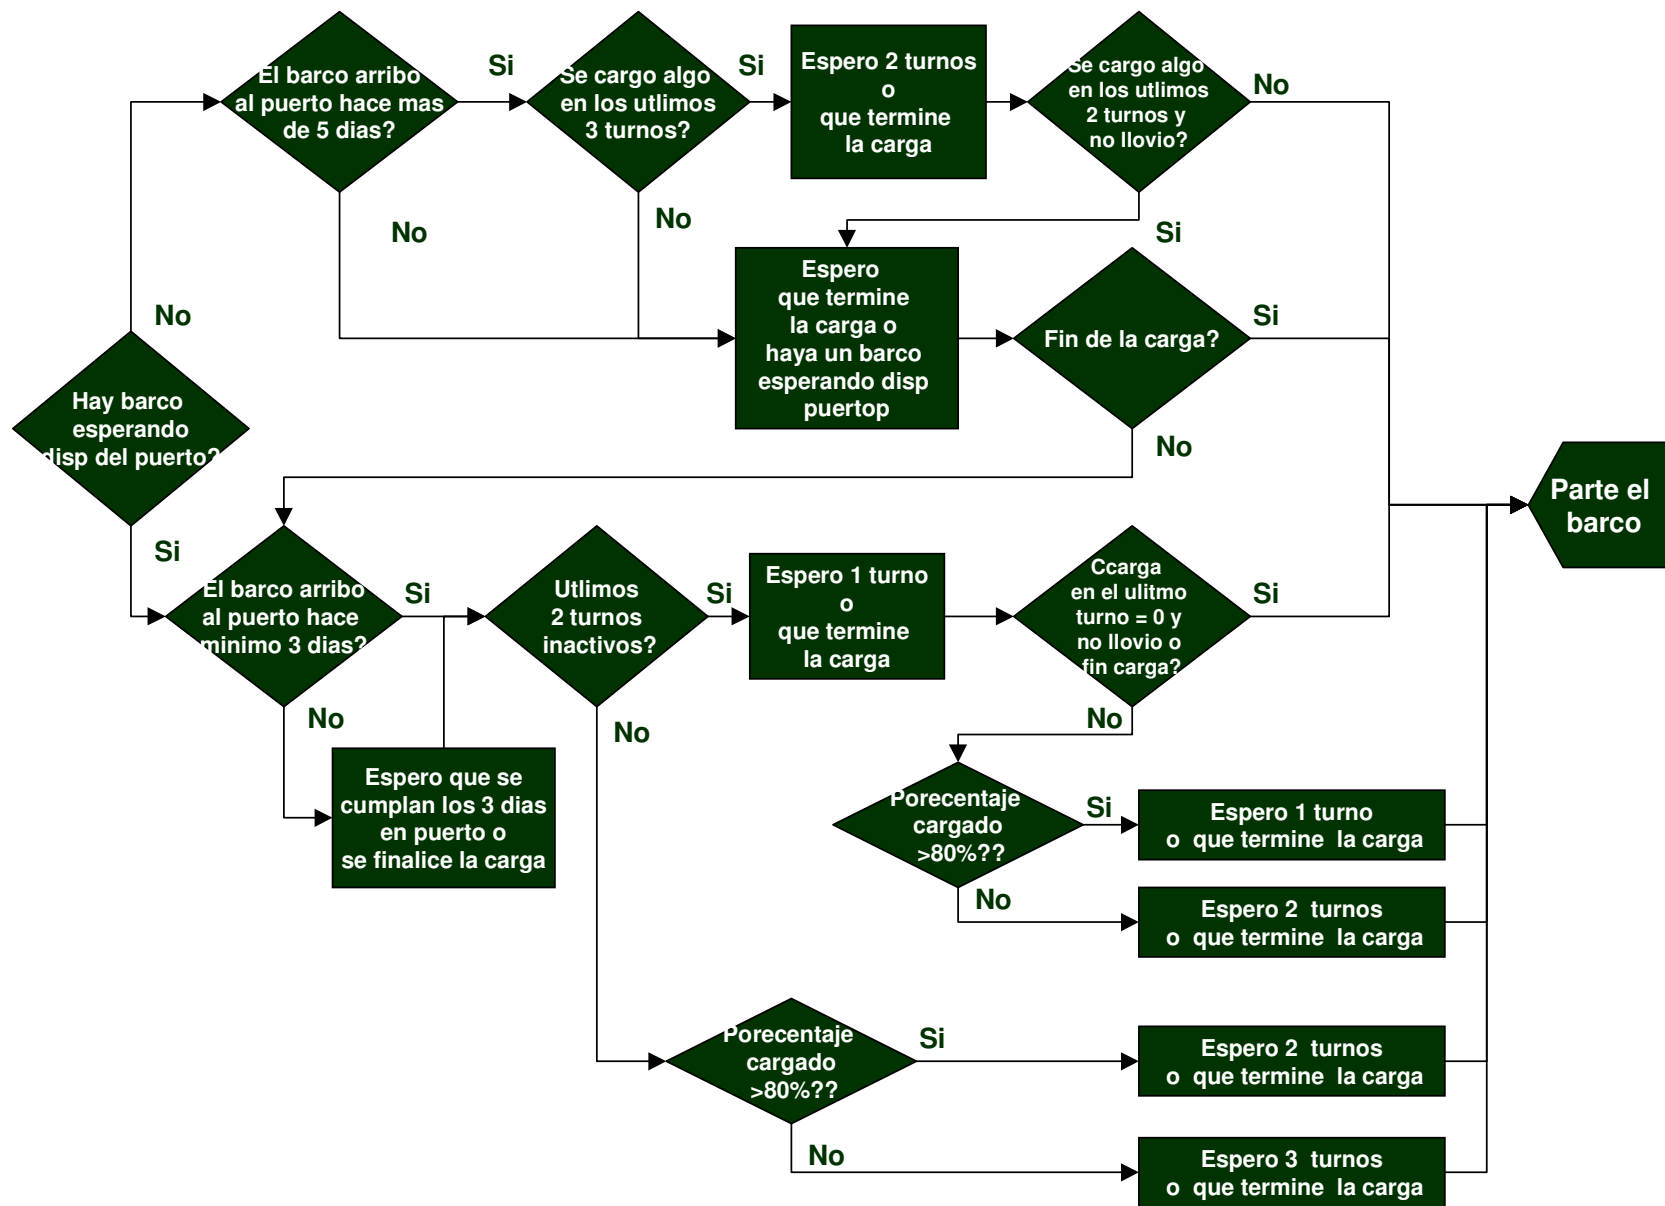 El barco arribo
al puerto hace mas
de 5 dias?
Si
Se cargo algo
en los utlimos
3 turnos?
Si
Espero 2 turnos
o
que termine
la carga
Se cargo algo
en los utlimos
2 turnos y
no llovio?
No
No
No
Si
Espero
que termine
la carga o
haya un barco
esperando disp
puertop
Fin de la carga?
Si
No
No
Hay barco
esperando
disp del puerto?
Si
El barco arribo
al puerto hace
minimo 3 dias?
Si
No
Espero que se
cumplan los 3 dias
en puerto o
se finalice la carga
Utlimos
2 turnos
inactivos?
Si
No
Espero 1 turno
o
que termine
la carga
Ccarga
en el ulitmo
turno = 0 y
no llovio o
fin carga?
Si
No
Parte el
barco
Porecentaje
cargado
>80%??
Si
Espero 1 turno
o que termine la carga
No
Espero 2 turnos
o que termine la carga
Porecentaje
cargado
>80%??
Si
Espero 2 turnos
o que termine la carga
No
Espero 3 turnos
o que termine la carga